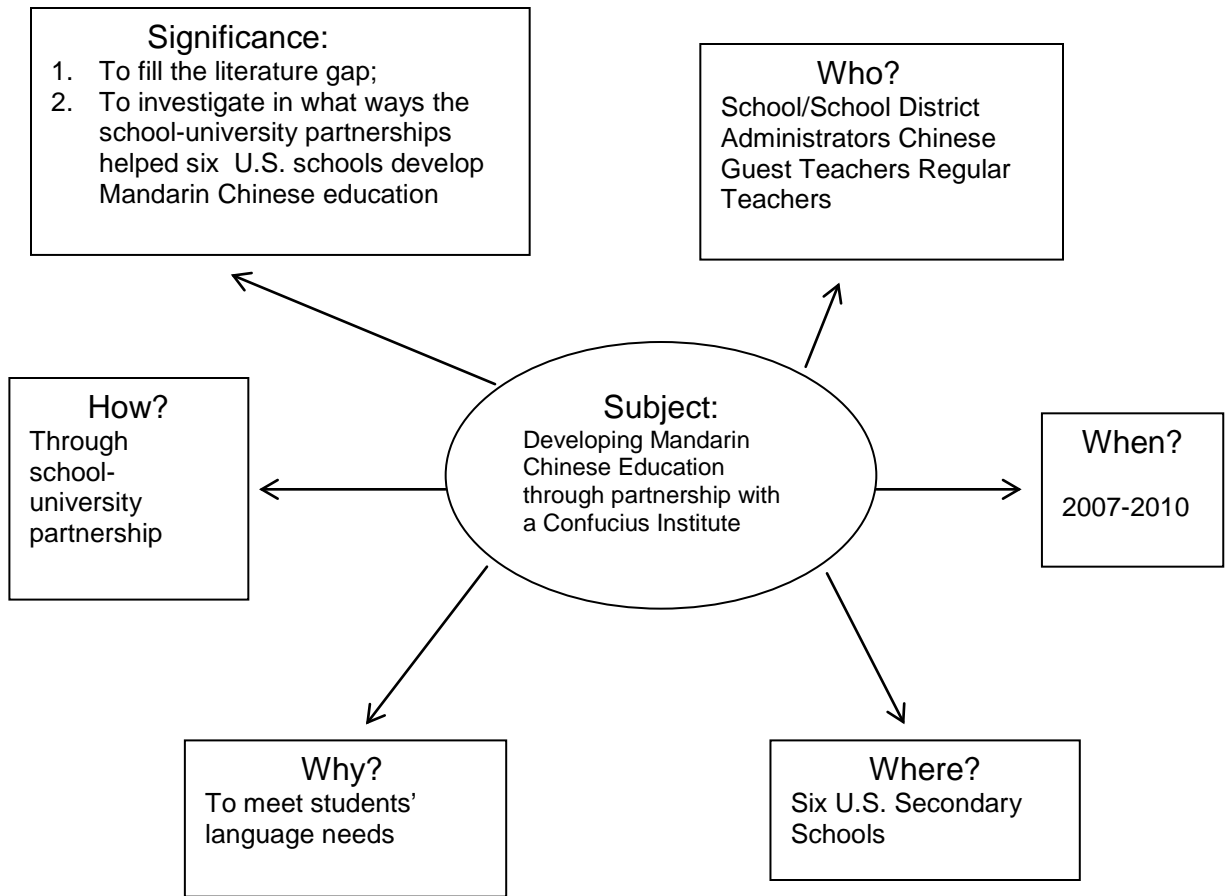 Significance:
1. To fill the literature gap;
2. To investigate in what ways the
school-university partnerships
helped six U.S. schools develop
Mandarin Chinese education
Who?
School/School District
Administrators Chinese
Guest Teachers Regular
Teachers
How?
Through
school-
university
partnership
Subject:
Developing Mandarin
Chinese Education
through partnership with
a Confucius Institute
When?
2007-2010
Why?
To meet students’
language needs
Where?
Six U.S. Secondary
Schools